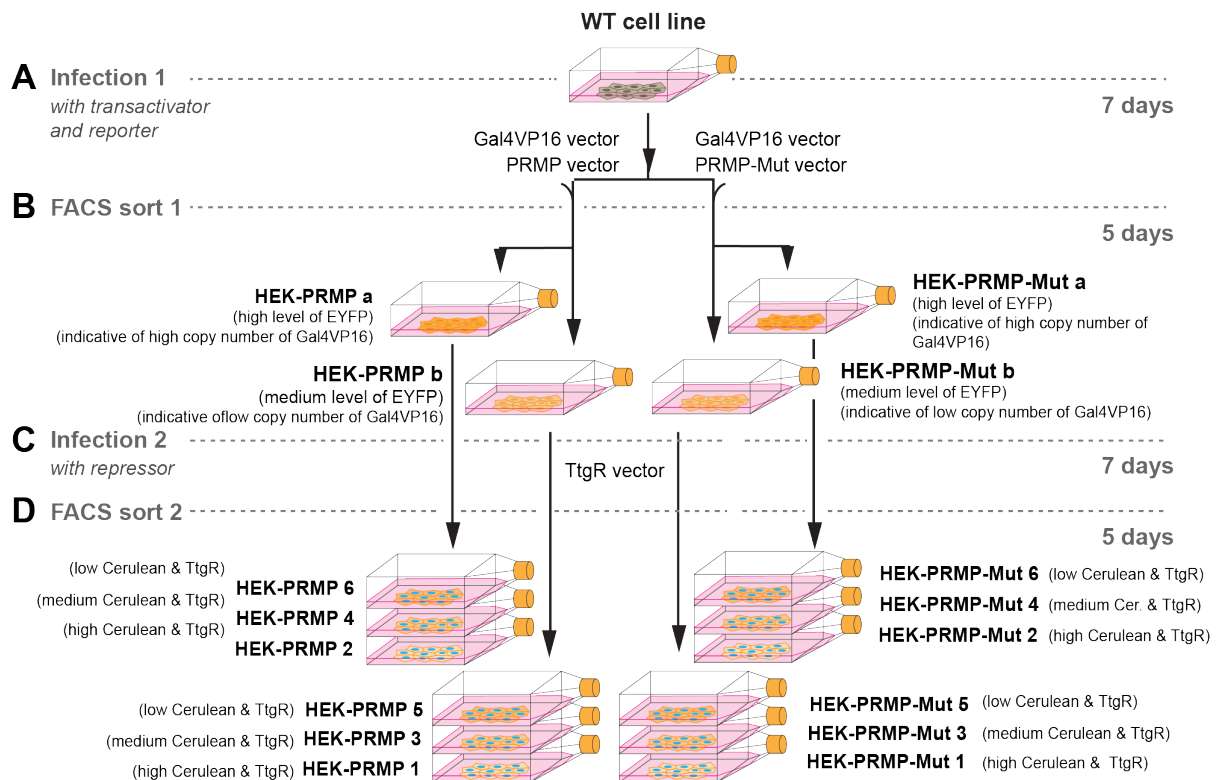 WT cell line
A Infection 1
with transactivator
and reporter
7 days
Gal4VP16 vector
PRMP vector
Gal4VP16 vector
PRMP-Mut vector
B FACS sort 1
5 days
HEK-PRMP a
(high level of EYFP)
(indicative of high copy number of Gal4VP16)
HEK-PRMP-Mut a
(high level of EYFP)
(indicative of high copy number of
Gal4VP16)
HEK-PRMP b
(medium level of EYFP)
(indicative oflow copy number of Gal4VP16)
HEK-PRMP-Mut b
(medium level of EYFP)
(indicative of low copy number of Gal4VP16)
C Infection 2
with repressor
7 days
TtgR vector
D FACS sort 2
5 days
(low Cerulean & TtgR)
HEK-PRMP 6
(medium Cerulean & TtgR)
HEK-PRMP 4
(high Cerulean & TtgR)
HEK-PRMP 2
HEK-PRMP-Mut 6 (low Cerulean & TtgR)
HEK-PRMP-Mut 4 (medium Cer. & TtgR)
HEK-PRMP-Mut 2 (high Cerulean & TtgR)
(low Cerulean & TtgR) HEK-PRMP 5
(medium Cerulean & TtgR) HEK-PRMP 3
(high Cerulean & TtgR) HEK-PRMP 1
HEK-PRMP-Mut 5 (low Cerulean & TtgR)
HEK-PRMP-Mut 3 (medium Cerulean & TtgR)
HEK-PRMP-Mut 1 (high Cerulean & TtgR)